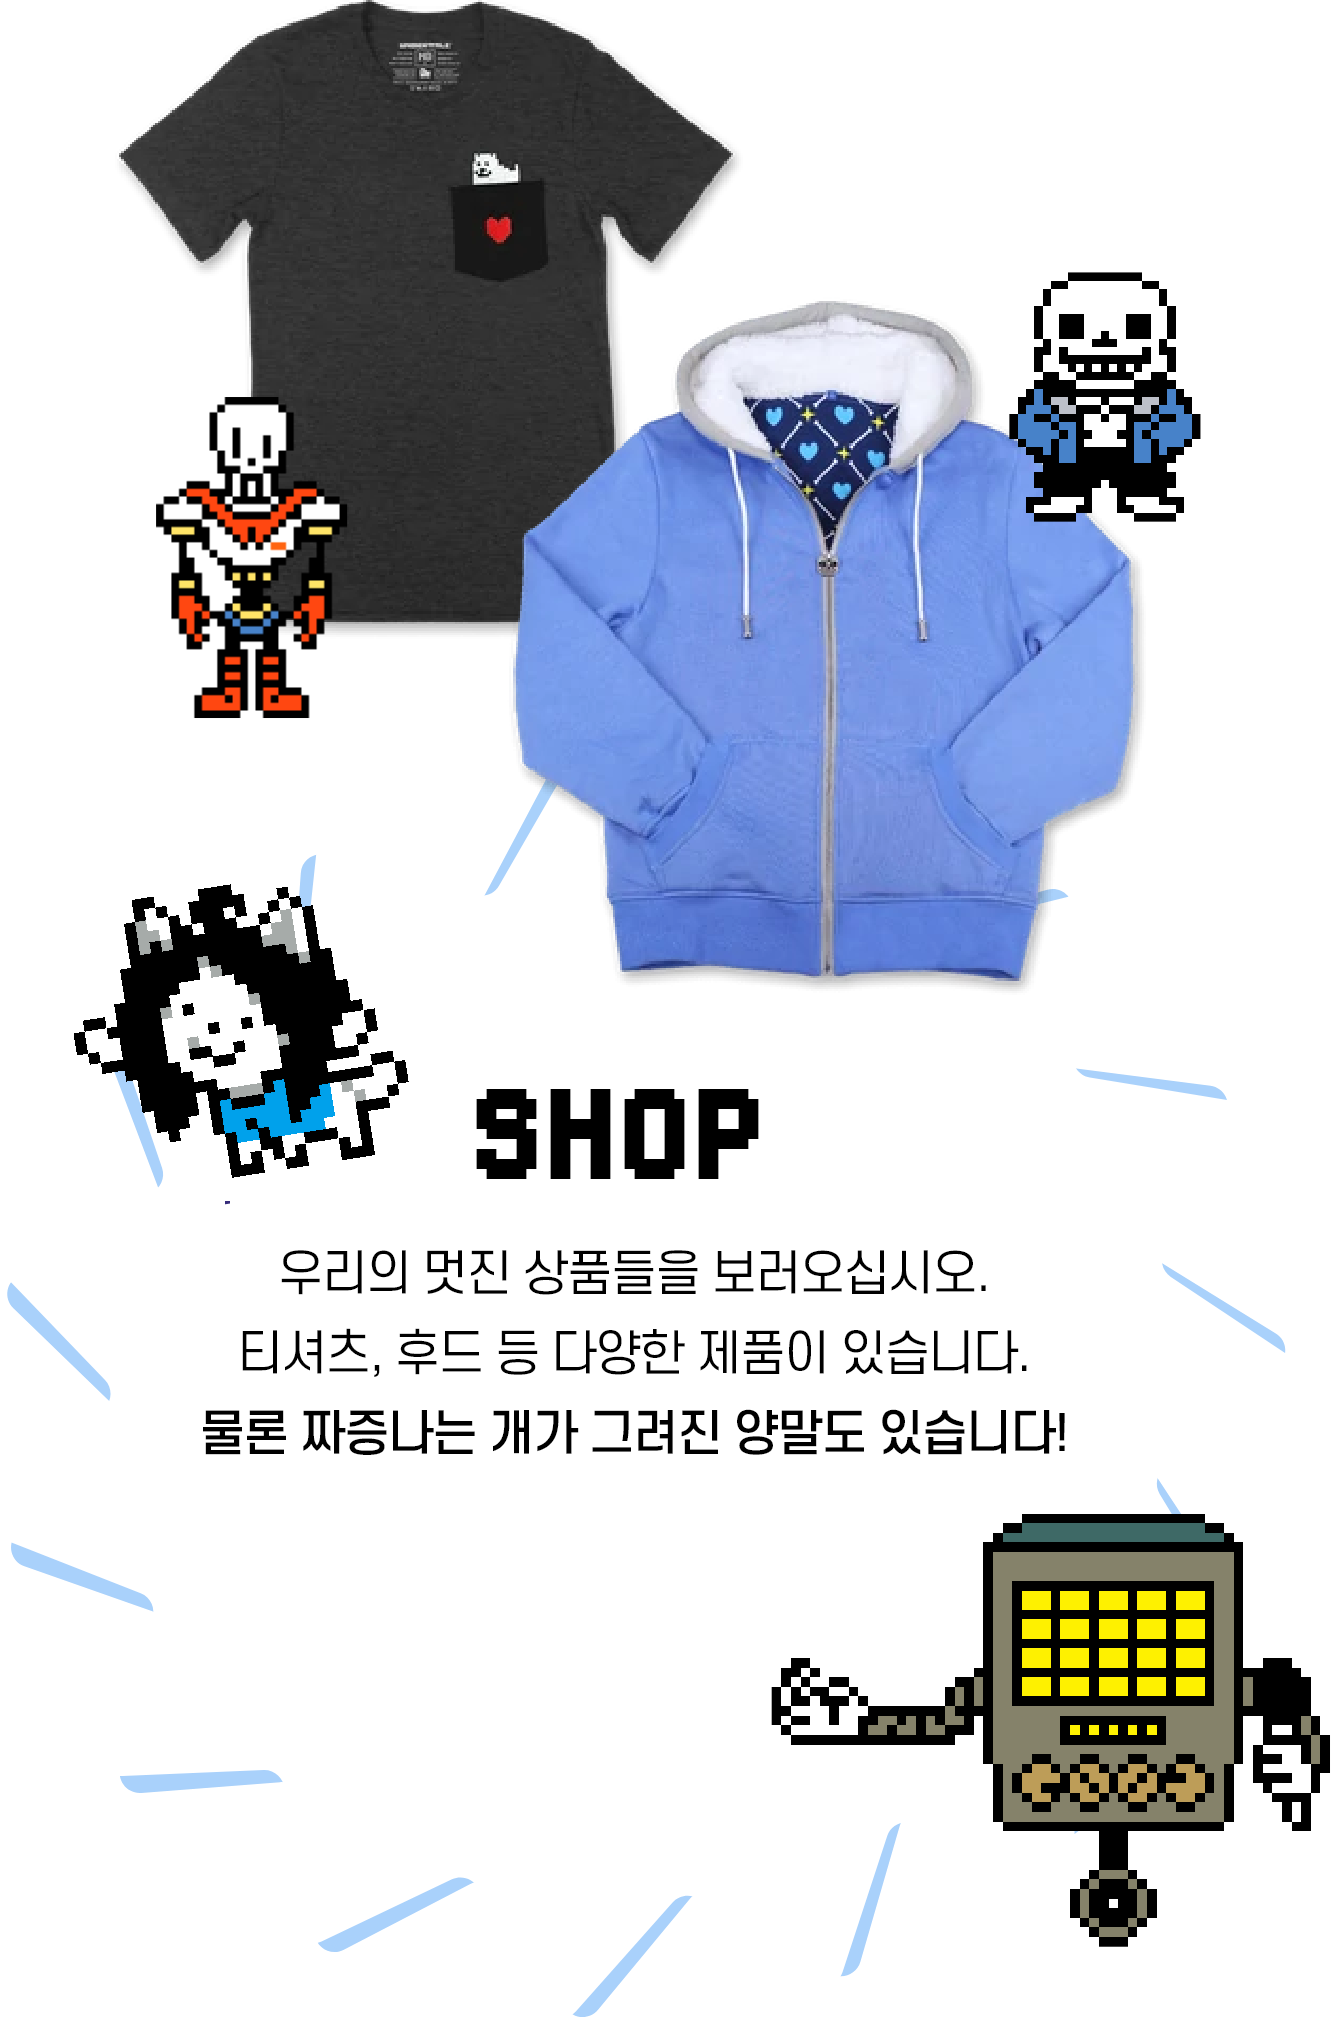 UNDERTALE
MD
SHOP
우리의 멋진 상품들을 보러오십시오.
티셔츠, 후드 등 다양한 제품이 있습니다.
물론 짜증나는 개가 그려진 양말도 있습니다!